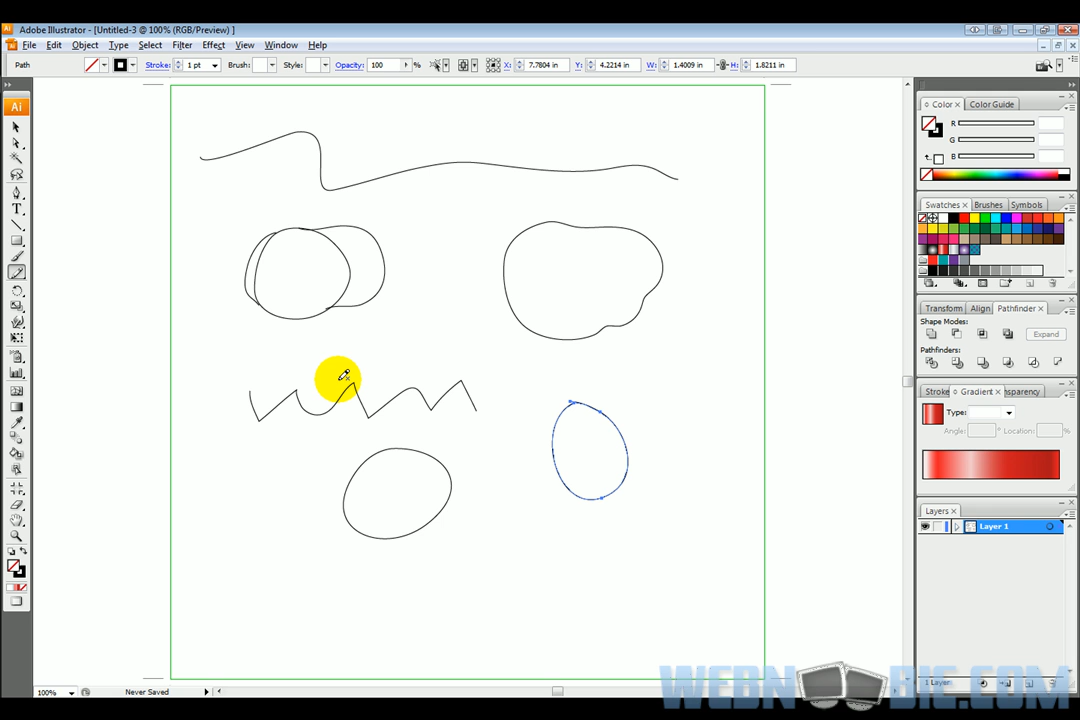 Adobe Illustrator - [Untitled-3 @ 100% (RGB/Preview) ]
File Edit Object Type Select Filter Effect View Window Help
Path Stroke: 1 pt Brush: Style: Opacity: 100 % X: 7.7804 in Y: 4.2214 in W: 1.4009 in H: 1.8211 in
Ai
Color Color Guide
R
G
B
Swatches Brushes Symbols
Transform Align Pathfinder
Shape Modes:
Expand
Pathfinders:
Stroke Gradient nsparency
Type:
Angle: ° Location: %
Layers
Layer 1
1 Layer
100% Never Saved